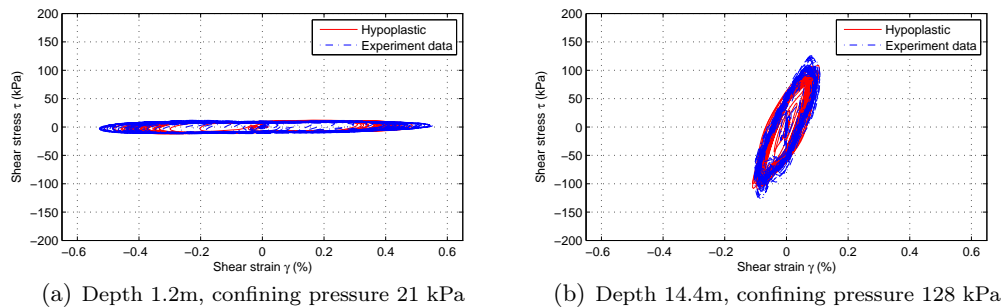 200
150
100
50
0
−50
−100
−150
−200
Shear stress τ (kPa)
Hypoplastic
Experiment data
−0.6 −0.4 −0.2 0 0.2 0.4 0.6
Shear strain γ (%)
(a) Depth 1.2m, confining pressure 21 kPa
200
150
100
50
0
−50
−100
−150
−200
Shear stress τ (kPa)
Hypoplastic
Experiment data
−0.6 −0.4 −0.2 0 0.2 0.4 0.6
Shear strain γ (%)
(b) Depth 14.4m, confining pressure 128 kPa